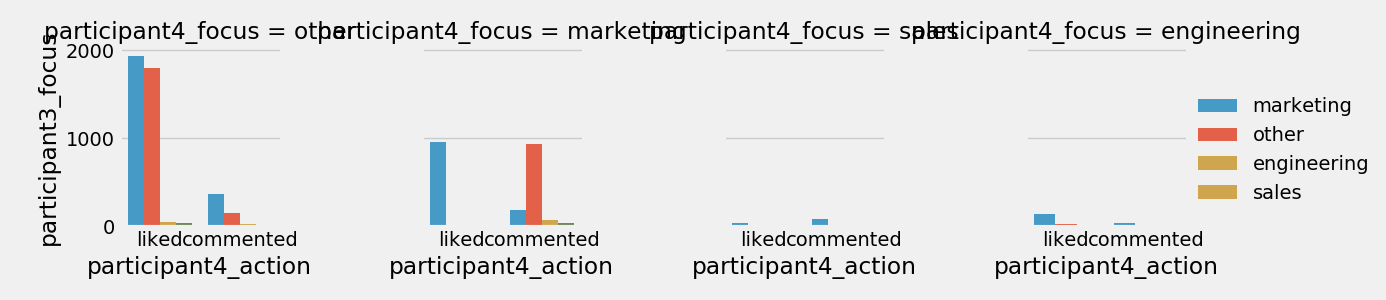 participant4_focus = other
participant4_focus = marketing
participant4_focus = sales
participant4_focus = engineering
participant3_focus
2000
1000
0
liked commented
liked commented
liked commented
liked commented
participant4_action
participant4_action
participant4_action
participant4_action
marketing
other
engineering
sales